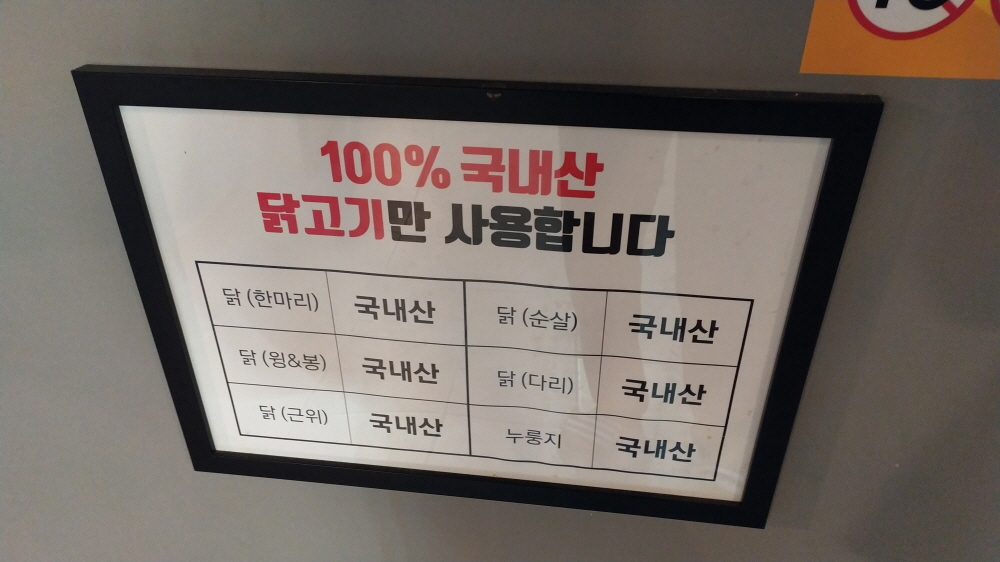 100% 국내산
닭고기만 사용합니다
닭 (한마리) 국내산 닭 (순살) 국내산
닭 (윙&봉) 국내산 닭 (다리) 국내산
닭 (근위) 국내산 누룽지 국내산